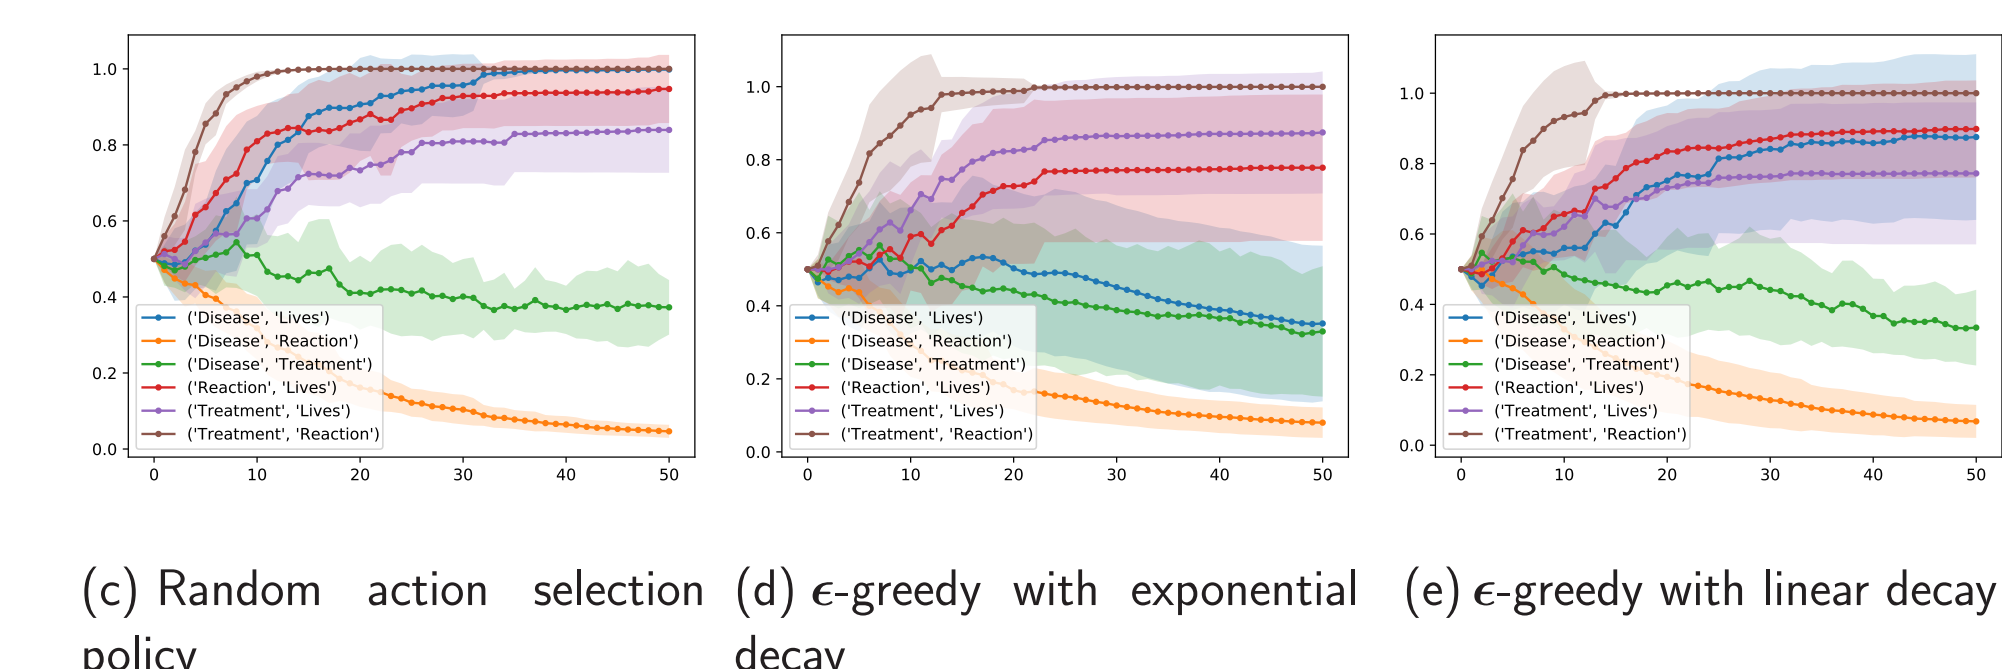 1.0
0.8
0.6
0.4
0.2
0.0
('Disease', 'Lives')
('Disease', 'Reaction')
('Disease', 'Treatment')
('Reaction', 'Lives')
('Treatment', 'Lives')
('Treatment', 'Reaction')
0 10 20 30 40 50
(c) Random action selection
policy
1.0
0.8
0.6
0.4
0.2
0.0
('Disease', 'Lives')
('Disease', 'Reaction')
('Disease', 'Treatment')
('Reaction', 'Lives')
('Treatment', 'Lives')
('Treatment', 'Reaction')
0 10 20 30 40 50
(d) ϵ-greedy with exponential
decay
1.0
0.8
0.6
0.4
0.2
0.0
('Disease', 'Lives')
('Disease', 'Reaction')
('Disease', 'Treatment')
('Reaction', 'Lives')
('Treatment', 'Lives')
('Treatment', 'Reaction')
0 10 20 30 40 50
(e) ϵ-greedy with linear decay